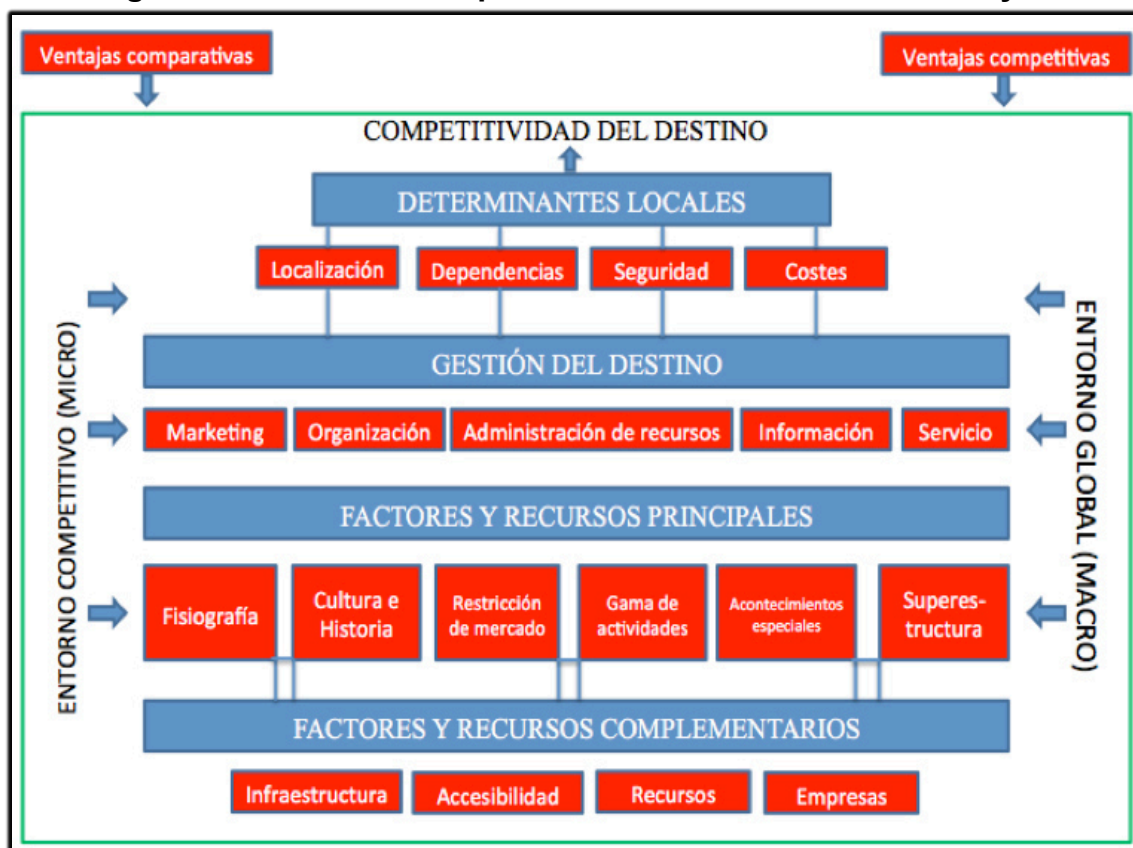 Ventajas comparativas
Ventajas competitivas
COMPETITIVIDAD DEL DESTINO
DETERMINANTES LOCALES
Localización
Dependencias
Seguridad
Costes
GESTIÓN DEL DESTINO
Marketing
Organización
Administración de recursos
Información
Servicio
FACTORES Y RECURSOS PRINCIPALES
Fisiografía
Cultura e
Historia
Restricción
de mercado
Gama de
actividades
Acontecimientos
especiales
Superes-
tructura
FACTORES Y RECURSOS COMPLEMENTARIOS
Infraestructura
Accesibilidad
Recursos
Empresas
ENTORNO COMPETITIVO (MICRO)
ENTORNO GLOBAL (MACRO)